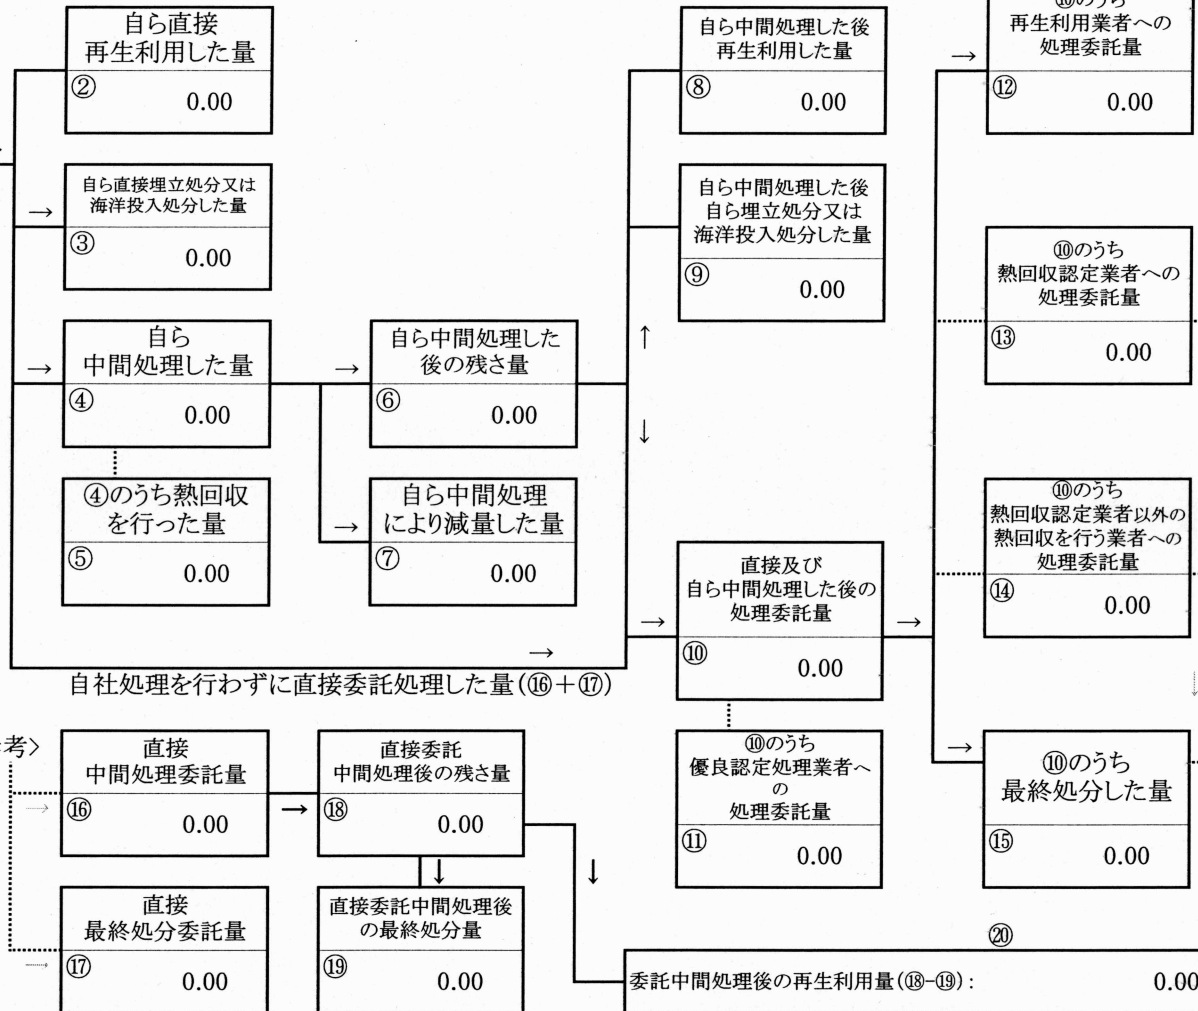 自ら直接
再生利用した量
② 0.00
自ら直接埋立処分又は
海洋投入処分した量
③ 0.00
自ら
中間処理した量
④ 0.00
④のうち熱回収
を行った量
⑤ 0.00
自ら中間処理した
後の残さ量
⑥ 0.00
自ら中間処理
により減量した量
⑦ 0.00
自ら中間処理した後
再生利用した量
⑧ 0.00
自ら中間処理した後
自ら埋立処分又は
海洋投入処分した量
⑨ 0.00
直接及び
自ら中間処理した後の
処理委託量
⑩ 0.00
⑩のうち
優良認定処理業者へ
の
処理委託量
⑪ 0.00
⑩のうち
再生利用業者への
処理委託量
⑫ 0.00
⑩のうち
熱回収認定業者への
処理委託量
⑬ 0.00
⑩のうち
熱回収認定業者以外の
熱回収を行う業者への
処理委託量
⑭ 0.00
⑩のうち
最終処分した量
⑮ 0.00
自社処理を行わずに直接委託処理した量(⑯+⑰)
考>
直接
中間処理委託量
⑯ 0.00
直接
最終処分委託量
⑰ 0.00
直接委託
中間処理後の残さ量
⑱ 0.00
直接委託中間処理後
の最終処分量
⑲ 0.00
⑳
委託中間処理後の再生利用量(⑱-⑲): 0.00